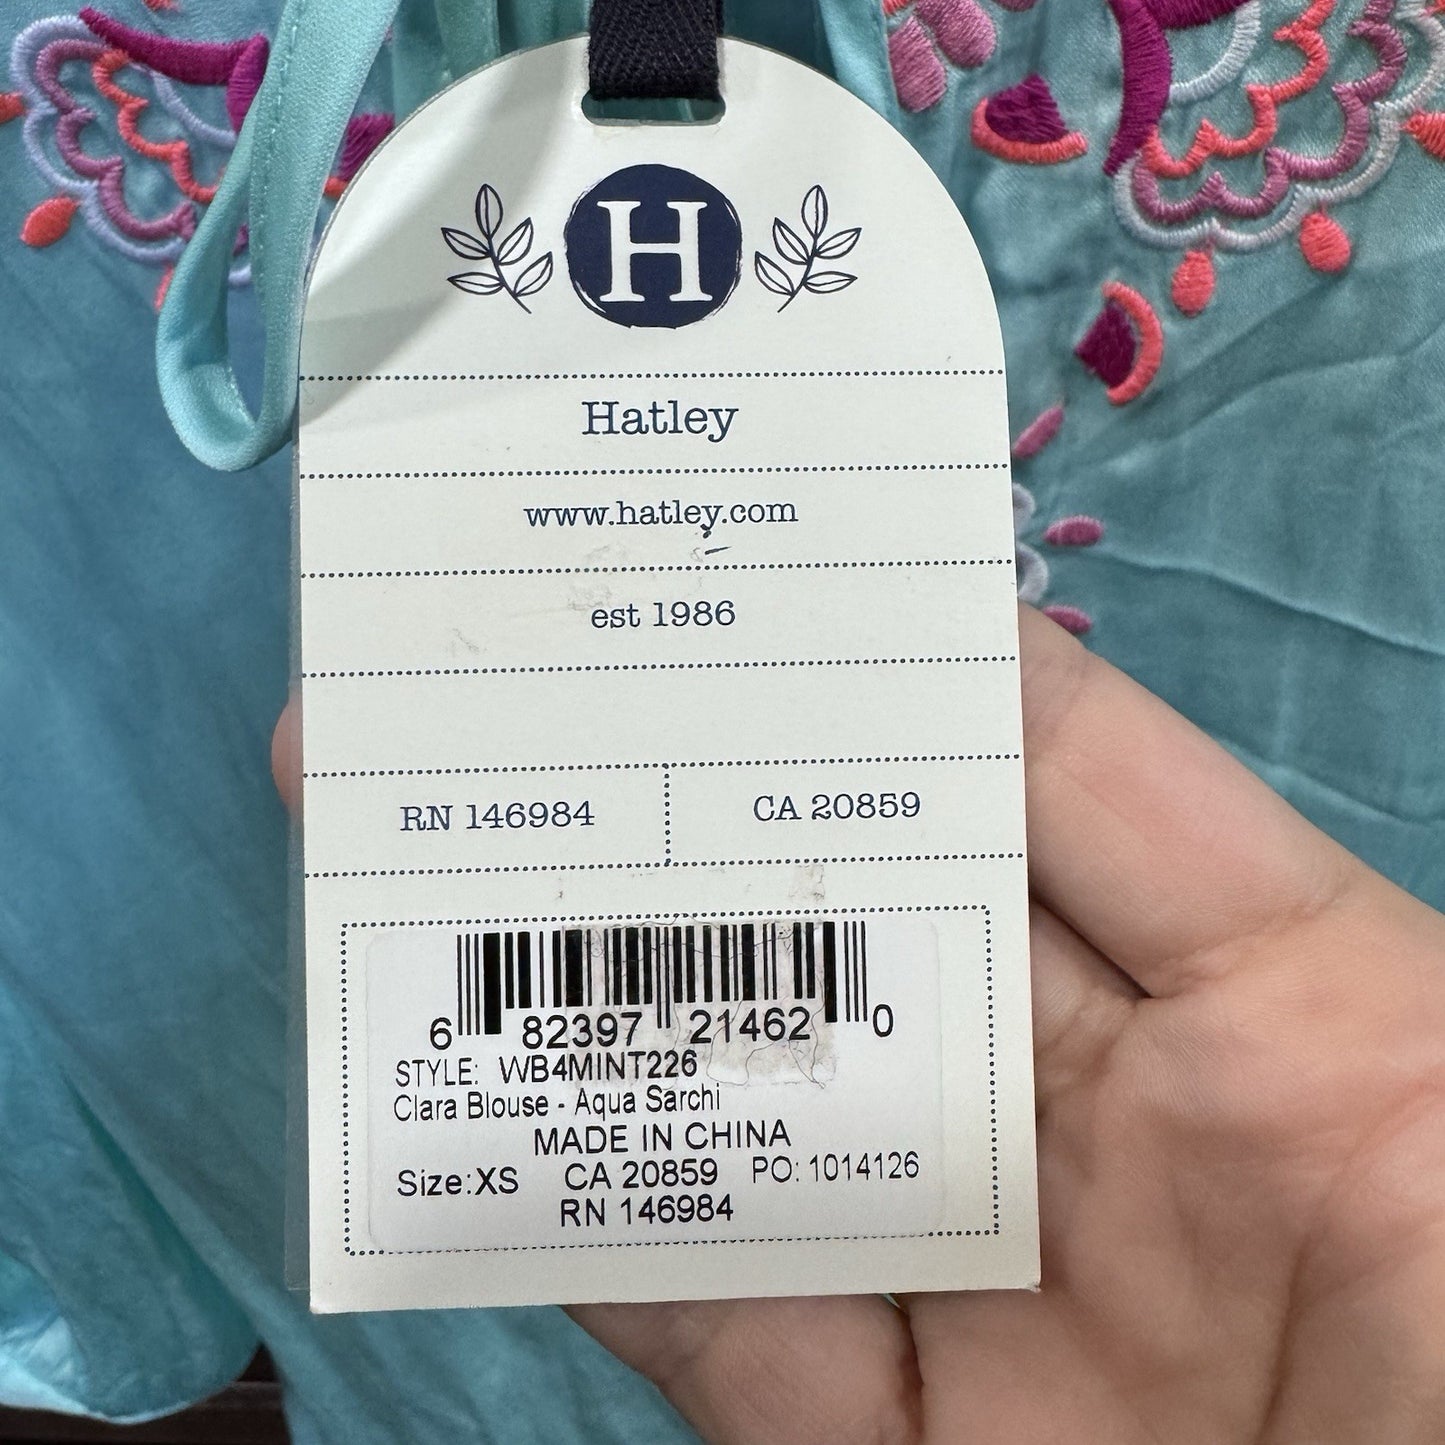 H
Hatley
www.hatley.com
est 1986
RN 146984 CA 20859
6 82397 21462 0
STYLE: WB4MINT226
Clara Blouse - Aqua Sarchi
MADE IN CHINA
Size:XS CA 20859 PO: 1014126
RN 146984